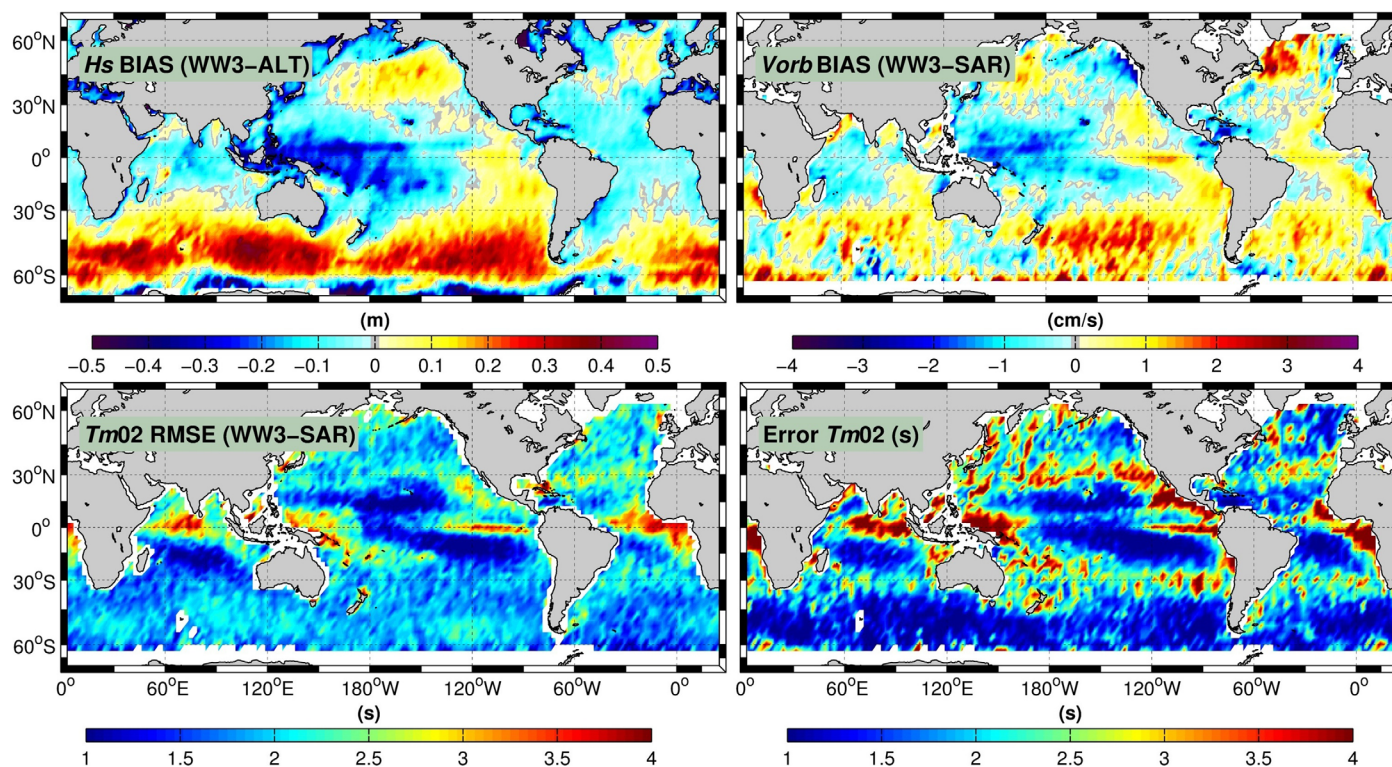 Hs BIAS (WW3−ALT)
60°N
30°N
0°
30°S
60°S
(m)
−0.5 −0.4 −0.3 −0.2 −0.1 0 0.1 0.2 0.3 0.4 0.5
Vorb BIAS (WW3−SAR)
(cm/s)
−4 −3 −2 −1 0 1 2 3 4
Tm02 RMSE (WW3−SAR)
60°N
30°N
0°
30°S
60°S
0° 60°E 120°E 180°W 120°W 60°W 0°
(s)
1 1.5 2 2.5 3 3.5 4
Error Tm02 (s)
60°E 120°E 180°W 120°W 60°W 0°
(s)
1 1.5 2 2.5 3 3.5 4